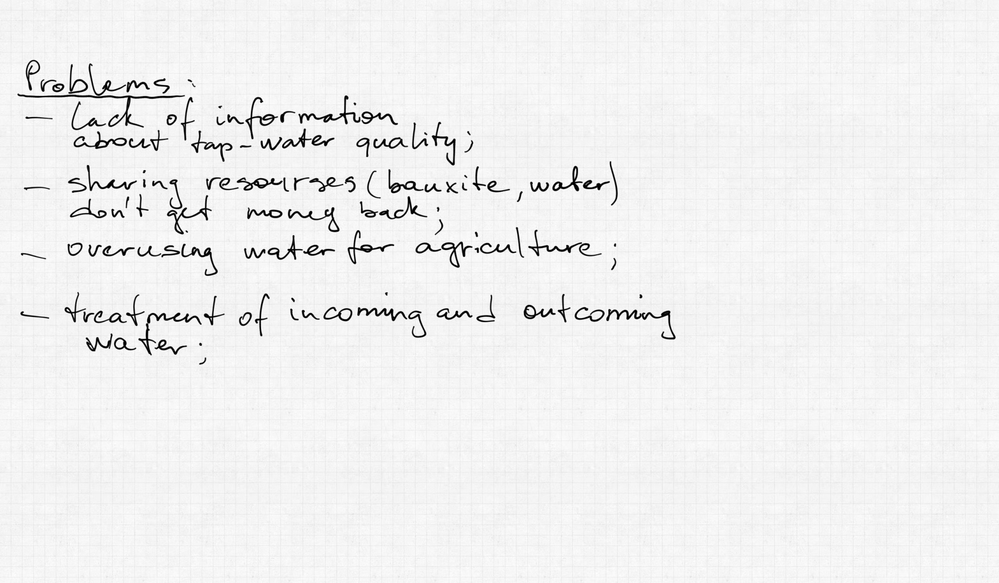 Problems:
- lack of information
about tap-water quality;
- sharing resourses (bauxite, water)
don't get money back;
- overusing water for agriculture;
- treatment of incoming and outcoming
water;